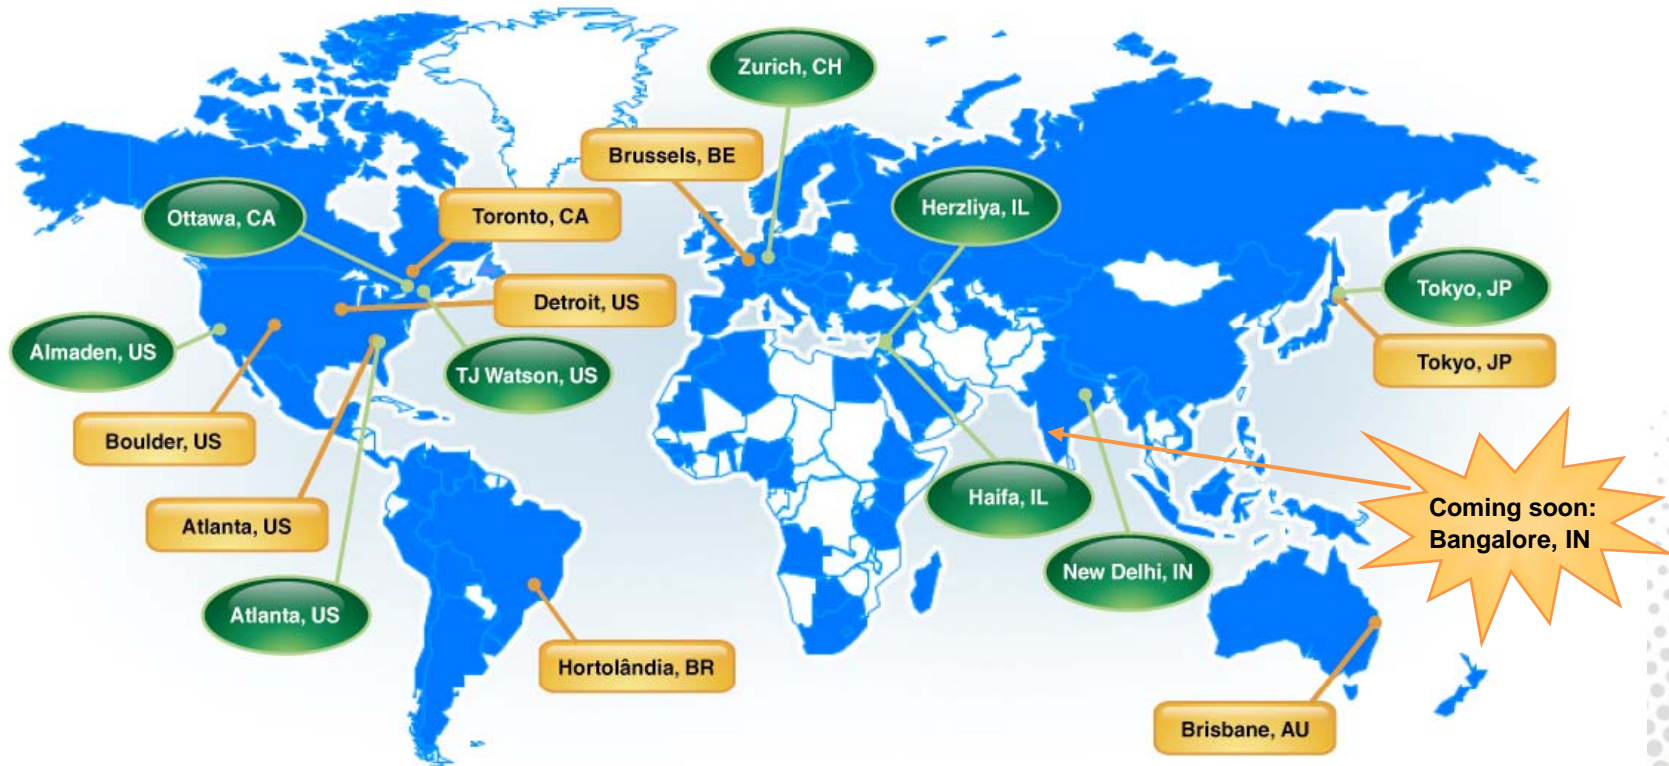 Zurich, CH
Brussels, BE
Ottawa, CA
Toronto, CA
Herzliya, IL
Detroit, US
Tokyo, JP
Almaden, US
TJ Watson, US
Tokyo, JP
Boulder, US
Haifa, IL
Coming soon:
Bangalore, IN
Atlanta, US
New Delhi, IN
Atlanta, US
Hortolândia, BR
Brisbane, AU